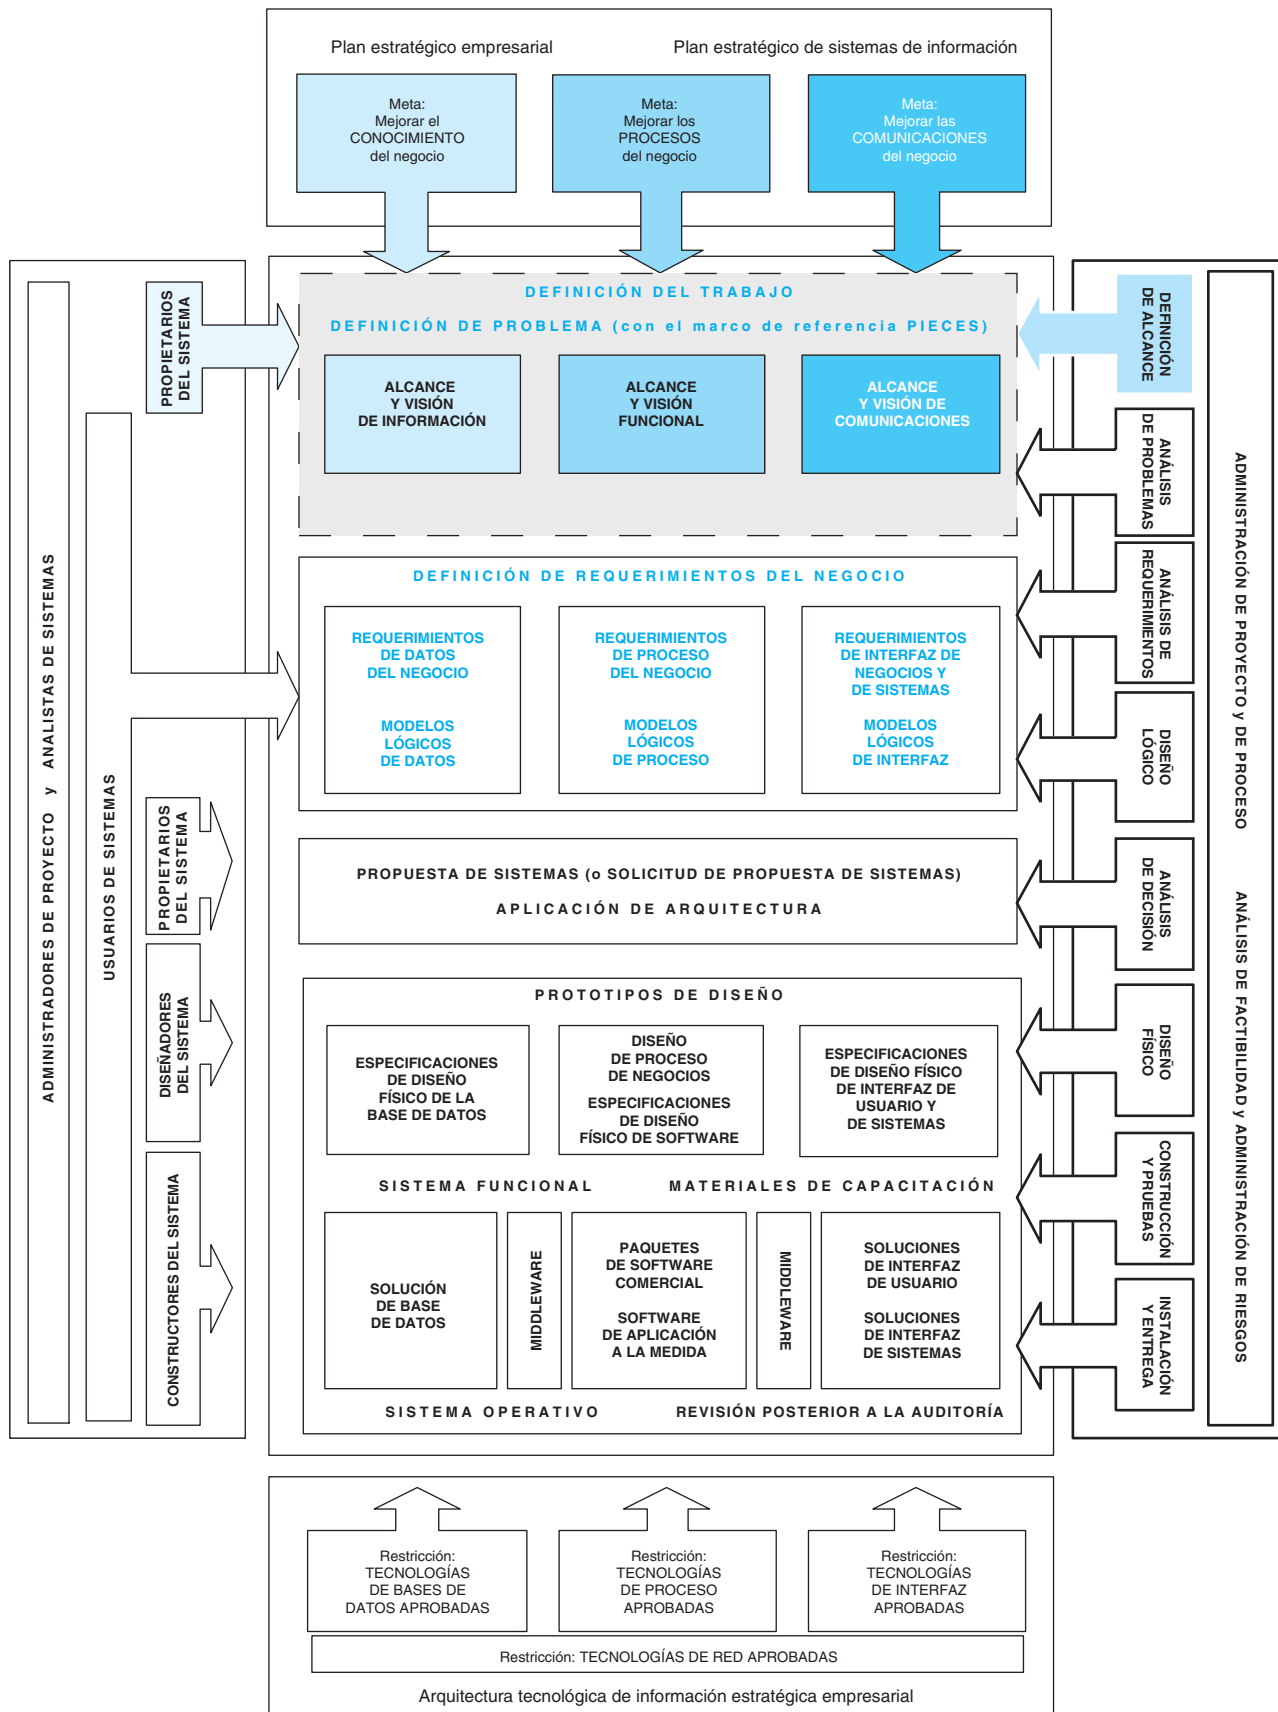 Plan estratégico empresarial
Plan estratégico de sistemas de información
Meta:
Mejorar el
CONOCIMIENTO
del negocio
Meta:
Mejorar los
PROCESOS
del negocio
Meta:
Mejorar las
COMUNICACIONES
del negocio
ADMINISTRADORES DE PROYECTO y ANALISTAS DE SISTEMAS
USUARIOS DE SISTEMAS
PROPIETARIOS
DEL SISTEMA
PROPIETARIOS
DEL SISTEMA
DISEÑADORES
DEL SISTEMA
CONSTRUCTORES DEL SISTEMA
DEFINICIÓN DEL TRABAJO
DEFINICIÓN DE PROBLEMA (con el marco de referencia PIECES)
ALCANCE
Y VISIÓN
DE INFORMACIÓN
ALCANCE
Y VISIÓN
FUNCIONAL
ALCANCE
Y VISIÓN DE
COMUNICACIONES
DEFINICIÓN DE REQUERIMIENTOS DEL NEGOCIO
REQUERIMIENTOS
DE DATOS
DEL NEGOCIO
MODELOS
LÓGICOS
DE DATOS
REQUERIMIENTOS
DE PROCESO
DEL NEGOCIO
MODELOS
LÓGICOS
DE PROCESO
REQUERIMIENTOS
DE INTERFAZ DE
NEGOCIOS Y
DE SISTEMAS
MODELOS
LÓGICOS
DE INTERFAZ
PROPUESTA DE SISTEMAS (o SOLICITUD DE PROPUESTA DE SISTEMAS)
APLICACIÓN DE ARQUITECTURA
PROTOTIPOS DE DISEÑO
ESPECIFICACIONES
DE DISEÑO
FÍSICO DE LA
BASE DE DATOS
DISEÑO
DE PROCESO
DE NEGOCIOS
ESPECIFICACIONES
DE DISEÑO
FÍSICO DE SOFTWARE
ESPECIFICACIONES
DE DISEÑO FÍSICO
DE INTERFAZ DE
USUARIO Y
DE SISTEMAS
SISTEMA FUNCIONAL
MATERIALES DE CAPACITACIÓN
SOLUCIÓN
DE BASE
DE DATOS
MIDDLEWARE
PAQUETES
DE SOFTWARE
COMERCIAL
SOFTWARE
DE APLICACIÓN
A LA MEDIDA
MIDDLEWARE
SOLUCIONES
DE INTERFAZ
DE USUARIO
SOLUCIONES
DE INTERFAZ
DE SISTEMAS
SISTEMA OPERATIVO
REVISIÓN POSTERIOR A LA AUDITORÍA
DEFINICIÓN
DE ALCANCE
ANÁLISIS
DE PROBLEMAS
ANÁLISIS DE
REQUERIMIENTOS
DISEÑO
LÓGICO
ANÁLISIS
DE DECISIÓN
DISEÑO
FÍSICO
CONSTRUCCIÓN
Y PRUEBAS
INSTALACIÓN
Y ENTREGA
ADMINISTRACIÓN DE PROYECTO y DE PROCESO
ANÁLISIS DE FACTIBILIDAD y ADMINISTRACIÓN DE RIESGOS
Restricción:
TECNOLOGÍAS
DE BASES DE
DATOS APROBADAS
Restricción:
TECNOLOGÍAS
DE PROCESO
APROBADAS
Restricción:
TECNOLOGÍAS
DE INTERFAZ
APROBADAS
Restricción: TECNOLOGÍAS DE RED APROBADAS
Arquitectura tecnológica de información estratégica empresarial